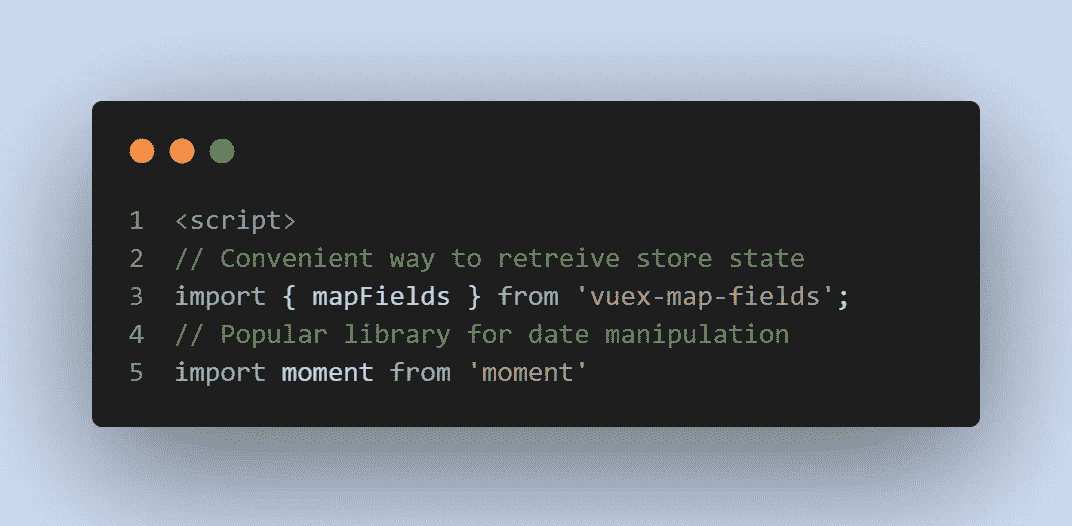 1 <script>
2 // Convenient way to retreive store state
3 import { mapFields } from 'vuex-map-fields';
4 // Popular library for date manipulation
5 import moment from 'moment'